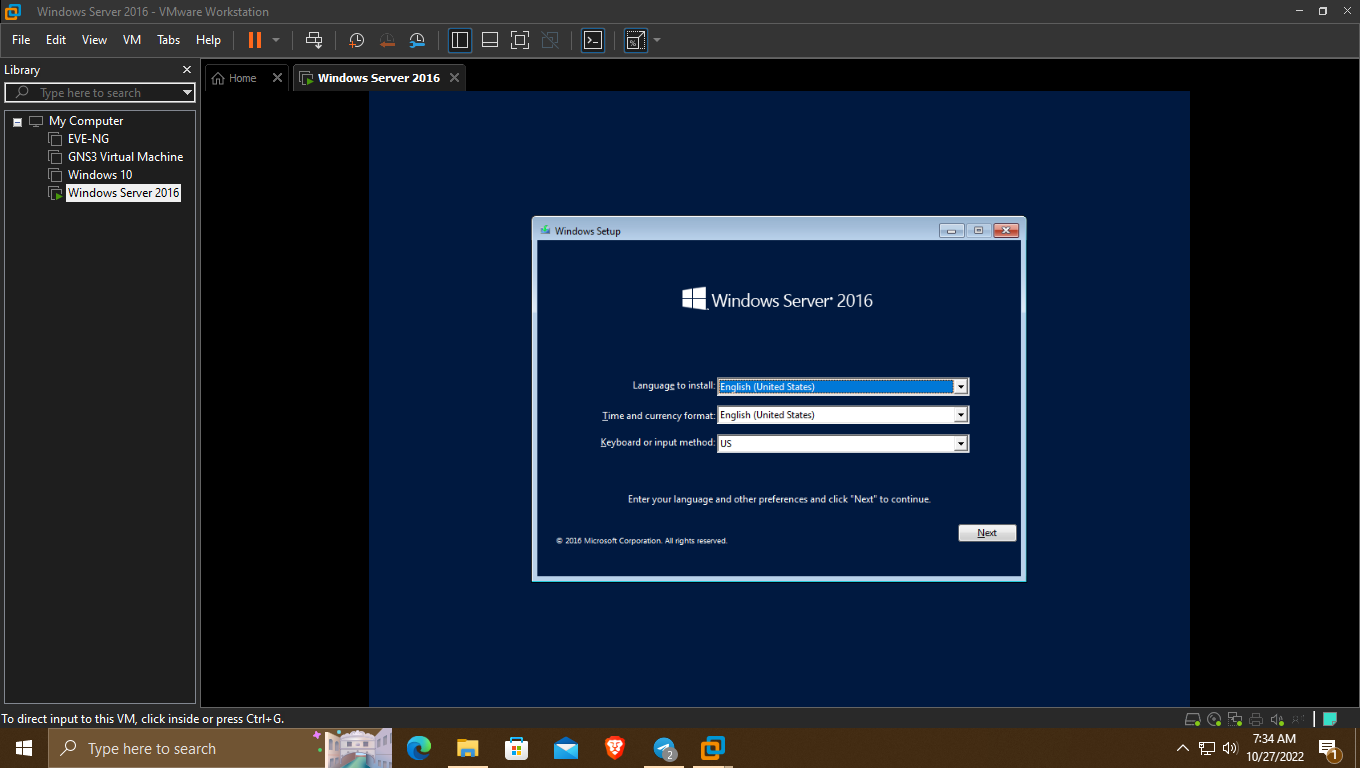 Windows Server 2016 - VMware Workstation
File Edit View VM Tabs Help
Library
Type here to search
My Computer
EVE-NG
GNS3 Virtual Machine
Windows 10
Windows Server 2016
Home
Windows Server 2016
Windows Setup
Windows Server 2016
Language to install: English (United States)
Time and currency format: English (United States)
Keyboard or input method: US
Enter your language and other preferences and click "Next" to continue.
Next
© 2016 Microsoft Corporation. All rights reserved.
To direct input to this VM, click inside or press Ctrl+G.
Type here to search
2
7:34 AM
10/27/2022
1